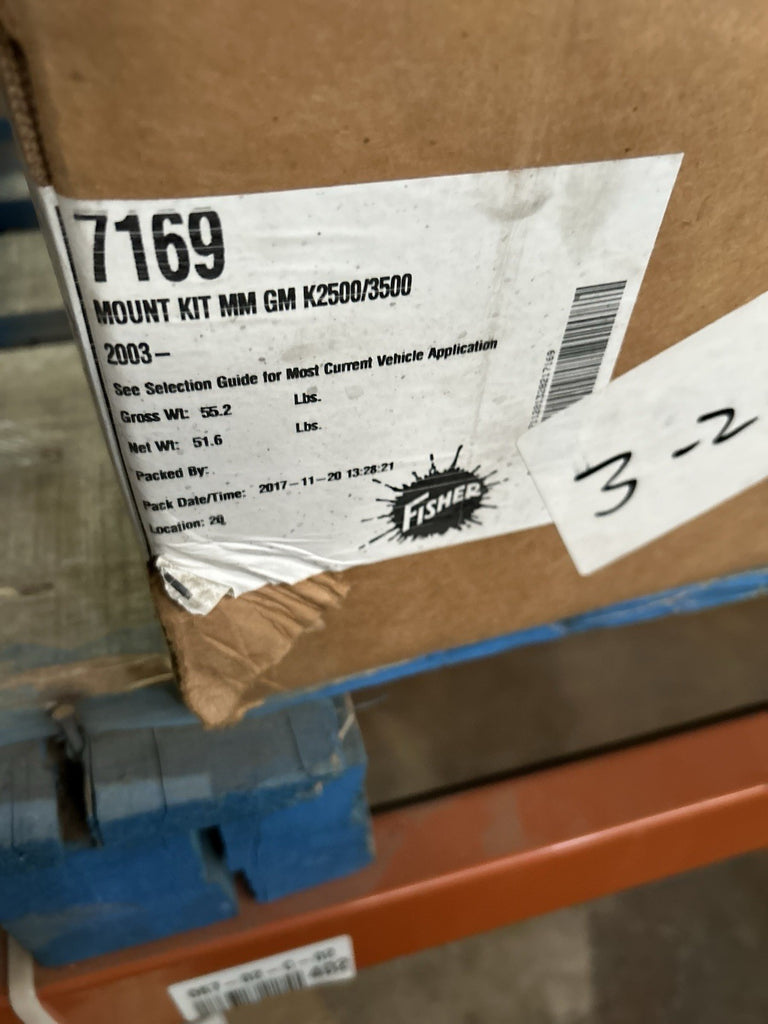 7169
MOUNT KIT MM GM K2500/3500
2003-
See Selection Guide for Most Current Vehicle Application
Gross Wt: 55.2 Lbs.
Net Wt: 51.6 Lbs.
Packed By:
Pack Date/Time: 2017-11-20 13:28:21
Location: 20
FISHER
3-2